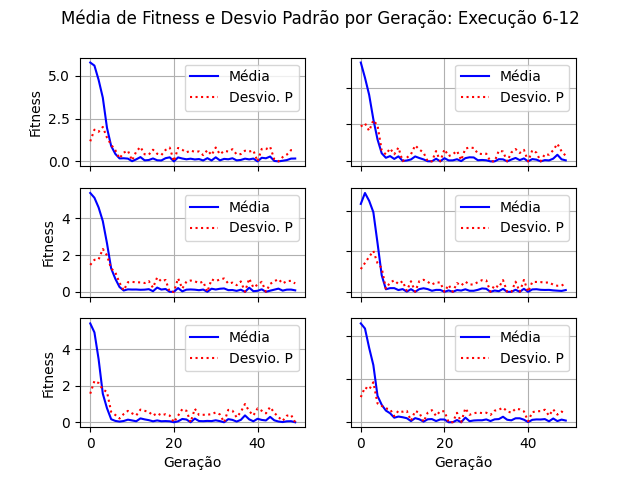 Média de Fitness e Desvio Padrão por Geração: Execução 6-12
Fitness
5.0
2.5
0.0
Média
Desvio. P
Média
Desvio. P
Fitness
4
2
0
Média
Desvio. P
Média
Desvio. P
Fitness
4
2
0
Média
Desvio. P
0
20
40
Geração
Média
Desvio. P
0
20
40
Geração